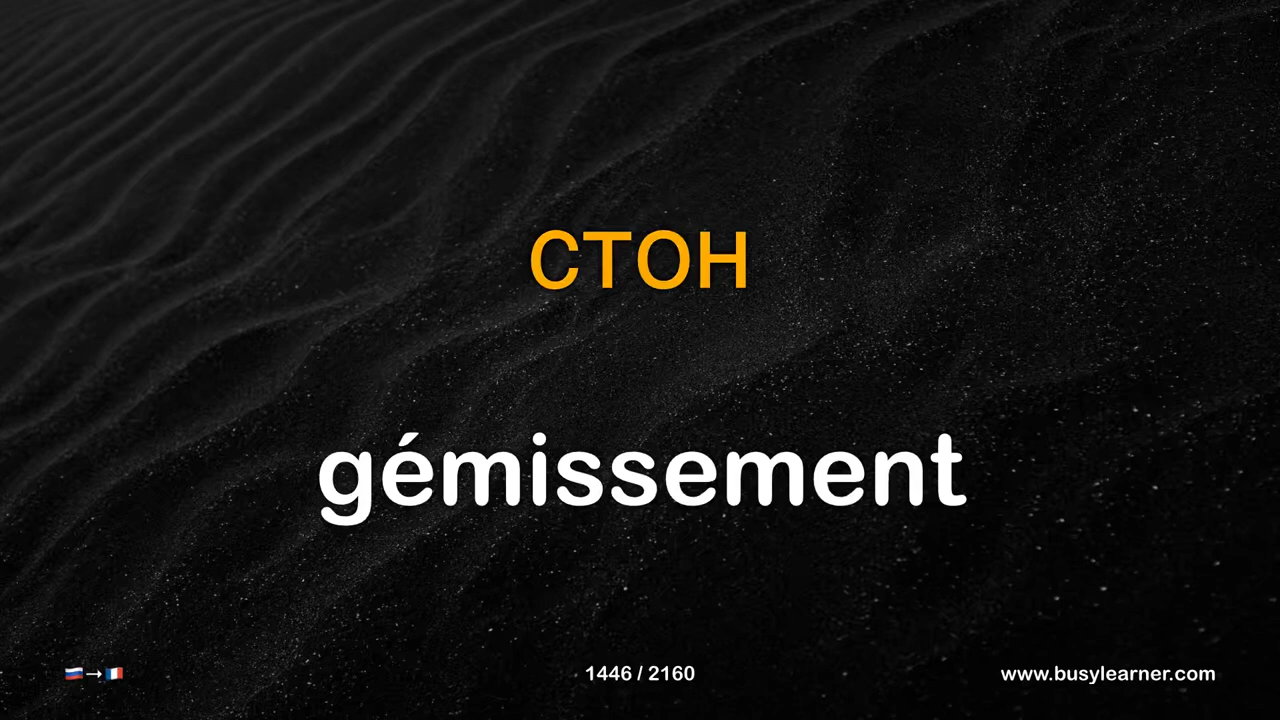 стон
gémissement
🇷🇺→🇫🇷
1446 / 2160
www.busylearner.com